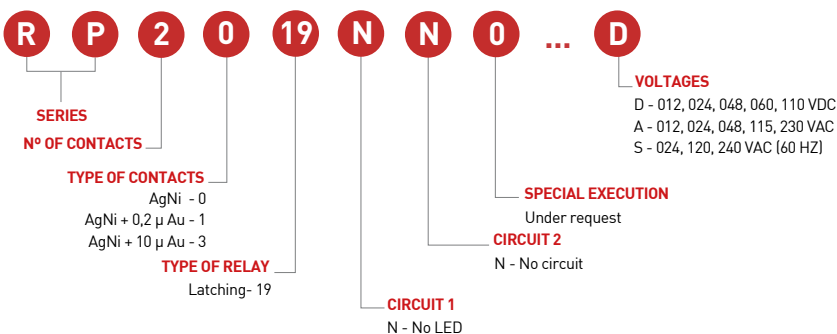 R P 2 0 19 N N 0 ... D
VOLTAGES
D - 012, 024, 048, 060, 110 VDC
A - 012, 024, 048, 115, 230 VAC
S - 024, 120, 240 VAC (60 HZ)
SERIES
Nº OF CONTACTS
TYPE OF CONTACTS
AgNi - 0
AgNi + 0,2 µ Au - 1
AgNi + 10 µ Au - 3
SPECIAL EXECUTION
Under request
CIRCUIT 2
N - No circuit
TYPE OF RELAY
Latching- 19
CIRCUIT 1
N - No LED